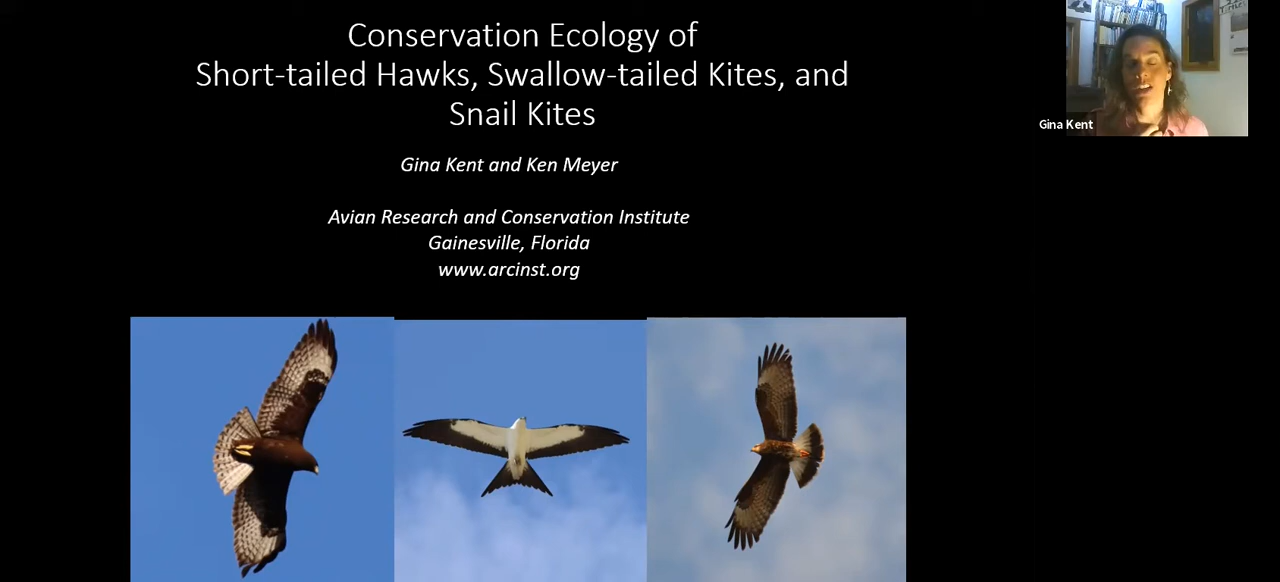 Conservation Ecology of
Short-tailed Hawks, Swallow-tailed Kites, and
Snail Kites
Gina Kent and Ken Meyer
Avian Research and Conservation Institute
Gainesville, Florida
www.arcinst.org
Gina Kent